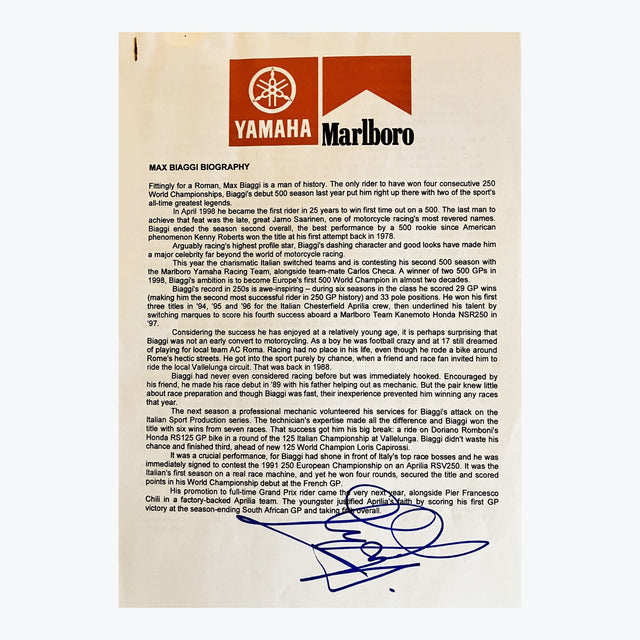 YAMAHA
Marlboro
MAX BIAGGI BIOGRAPHY
Fittingly for a Roman, Max Biaggi is a man of history. The only rider to have won four consecutive 250
World Championships, Biaggi's debut 500 season last year put him right up there with two of the sport's
all-time greatest legends.
In April 1998 he became the first rider in 25 years to win first time out on a 500. The last man to
achieve that feat was the late, great Jarno Saarinen, one of motorcycle racing's most revered names.
Biaggi ended the season second overall, the best performance by a 500 rookie since American
phenomenon Kenny Roberts won the title at his first attempt back in 1978.
Arguably racing's highest profile star, Biaggi's dashing character and good looks have made him
a major celebrity far beyond the world of motorcycle racing.
This year the charismatic Italian switched teams and is contesting his second 500 season with
the Marlboro Yamaha Racing Team, alongside team-mate Carlos Checa. A winner of two 500 GPs in
1998, Biaggi's ambition is to become Europe's first 500 World Champion in almost two decades.
Biaggi's record in 250s is awe-inspiring – during six seasons in the class he scored 29 GP wins
(making him the second most successful rider in 250 GP history) and 33 pole positions. He won his first
three titles in '94, '95 and '96 for the Italian Chesterfield Aprilia crew, then underlined his talent by
switching marques to score his fourth success aboard a Marlboro Team Kanemoto Honda NSR250 in
'97.
Considering the success he has enjoyed at a relatively young age, it is perhaps surprising that
Biaggi was not an early convert to motorcycling. As a boy he was football crazy and at 17 still dreamed
of playing for local team AC Roma. Racing had no place in his life, even though he rode a bike around
Rome's hectic streets. He got into the sport purely by chance, when a friend and race fan invited him to
ride the local Vallelunga circuit. That was back in 1988.
Biaggi had never even considered racing before but was immediately hooked. Encouraged by
his friend, he made his race debut in '89 with his father helping out as mechanic. But the pair knew little
about race preparation and though Biaggi was fast, their inexperience prevented him winning any races
that year.
The next season a professional mechanic volunteered his services for Biaggi's attack on the
Italian Sport Production series. The technician's expertise made all the difference and Biaggi won the
title with six wins from seven races. That success got him his big break: a ride on Doriano Romboni's
Honda RS125 GP bike in a round of the 125 Italian Championship at Vallelunga. Biaggi didn't waste his
chance and finished third, ahead of new 125 World Champion Loris Capirossi.
It was a crucial performance, for Biaggi had shone in front of Italy's top race bosses and he was
immediately signed to contest the 1991 250 European Championship on an Aprilia RSV250. It was the
Italian's first season on a real race machine, and yet he won four rounds, secured the title and scored
points in his World Championship debut at the French GP.
His promotion to full-time Grand Prix rider came the very next year, alongside Pier Francesco
Chili in a factory-backed Aprilia team. The youngster justified Aprilia's faith by scoring his first GP
victory at the season-ending South African GP and taking fifth overall.